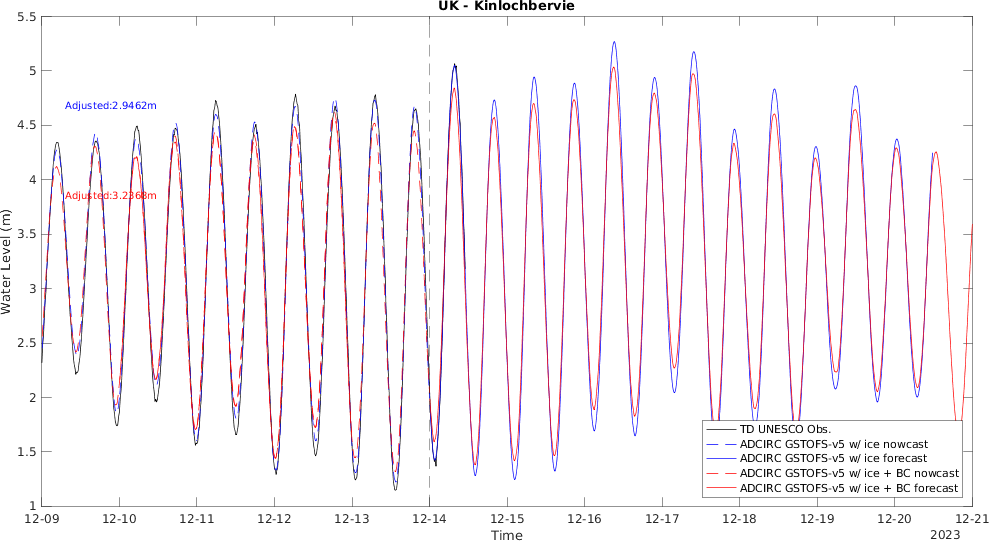 UK - Kinlochbervie
5.5
5
4.5
4
3.5
3
2.5
2
1.5
1
Water Level (m)
Adjusted:2.9462m
Adjusted:3.2368m
TD UNESCO Obs.
ADCIRC GSTOFS-v5 w/ ice nowcast
ADCIRC GSTOFS-v5 w/ ice forecast
ADCIRC GSTOFS-v5 w/ ice + BC nowcast
ADCIRC GSTOFS-v5 w/ ice + BC forecast
12-09 12-10 12-11 12-12 12-13 12-14 12-15 12-16 12-17 12-18 12-19 12-20 12-21
Time
2023